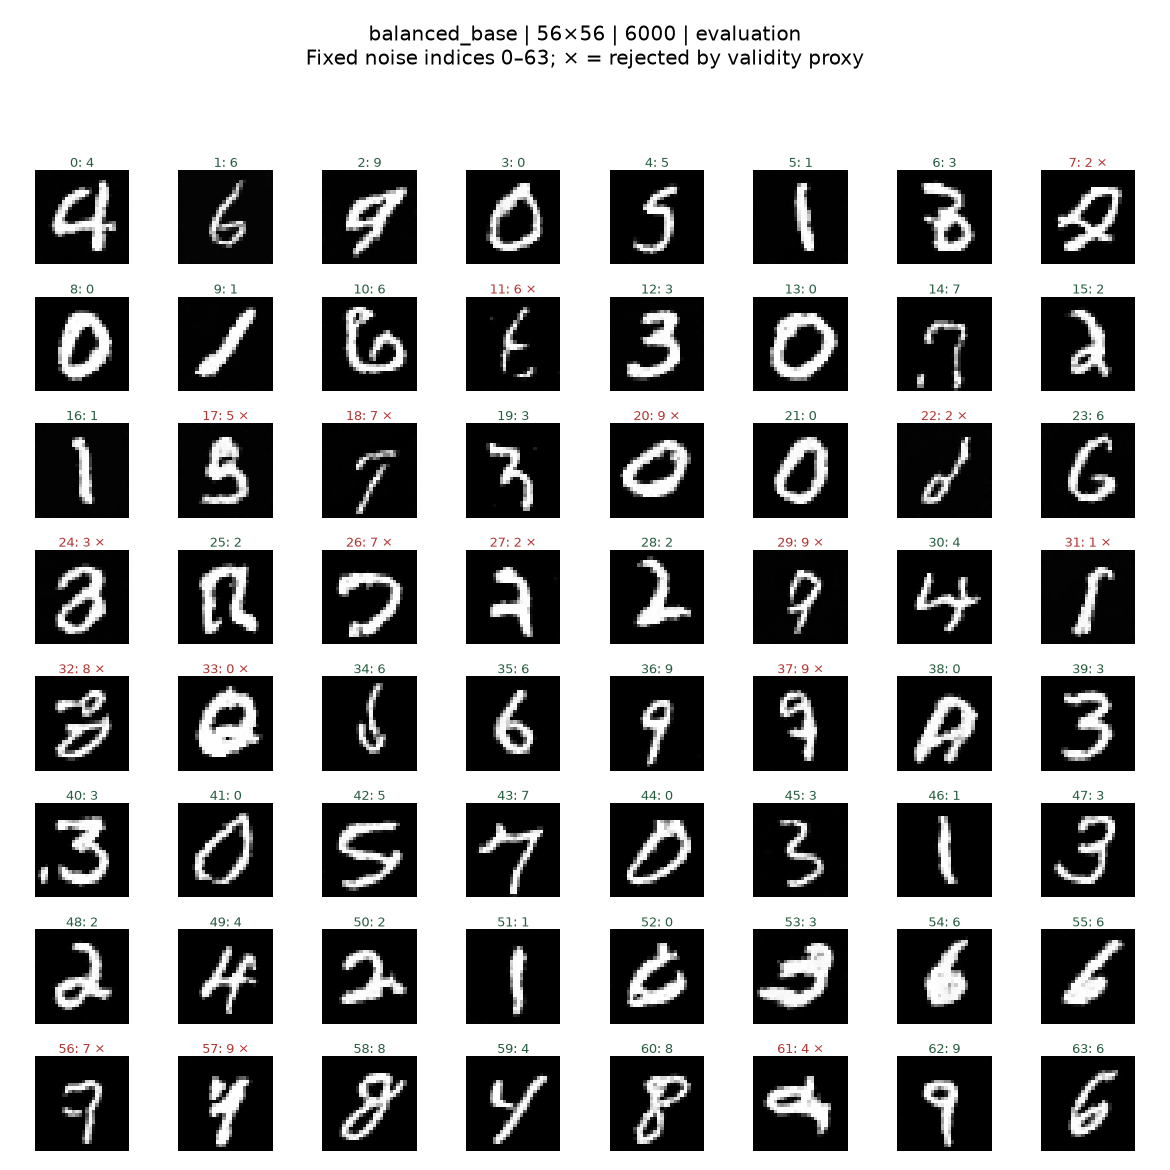 balanced_base | 56×56 | 6000 | evaluation
Fixed noise indices 0–63; × = rejected by validity proxy
0: 4 1: 6 2: 9 3: 0 4: 5 5: 1 6: 3 7: 2 ×
8: 0 9: 1 10: 6 11: 6 × 12: 3 13: 0 14: 7 15: 2
16: 1 17: 5 × 18: 7 × 19: 3 20: 9 × 21: 0 22: 2 × 23: 6
24: 3 × 25: 2 26: 7 × 27: 2 × 28: 2 29: 9 × 30: 4 31: 1 ×
32: 8 × 33: 0 × 34: 6 35: 6 36: 9 37: 9 × 38: 0 39: 3
40: 3 41: 0 42: 5 43: 7 44: 0 45: 3 46: 1 47: 3
48: 2 49: 4 50: 2 51: 1 52: 0 53: 3 54: 6 55: 6
56: 7 × 57: 9 × 58: 8 59: 4 60: 8 61: 4 × 62: 9 63: 6